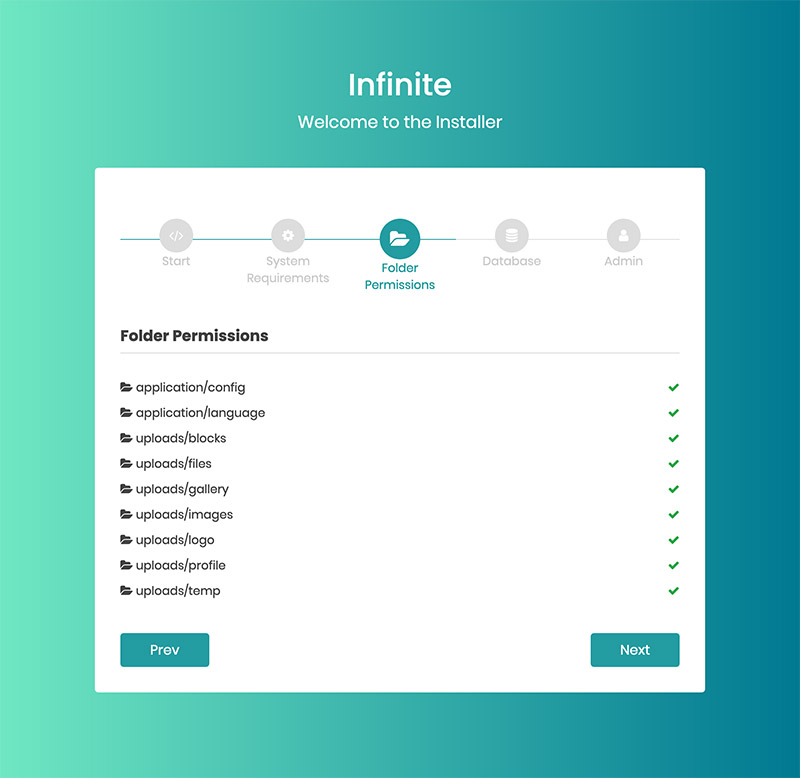 Infinite
Welcome to the Installer
Start
System
Requirements
Folder
Permissions
Database
Admin
Folder Permissions
application/config
application/language
uploads/blocks
uploads/files
uploads/gallery
uploads/images
uploads/logo
uploads/profile
uploads/temp
Prev
Next